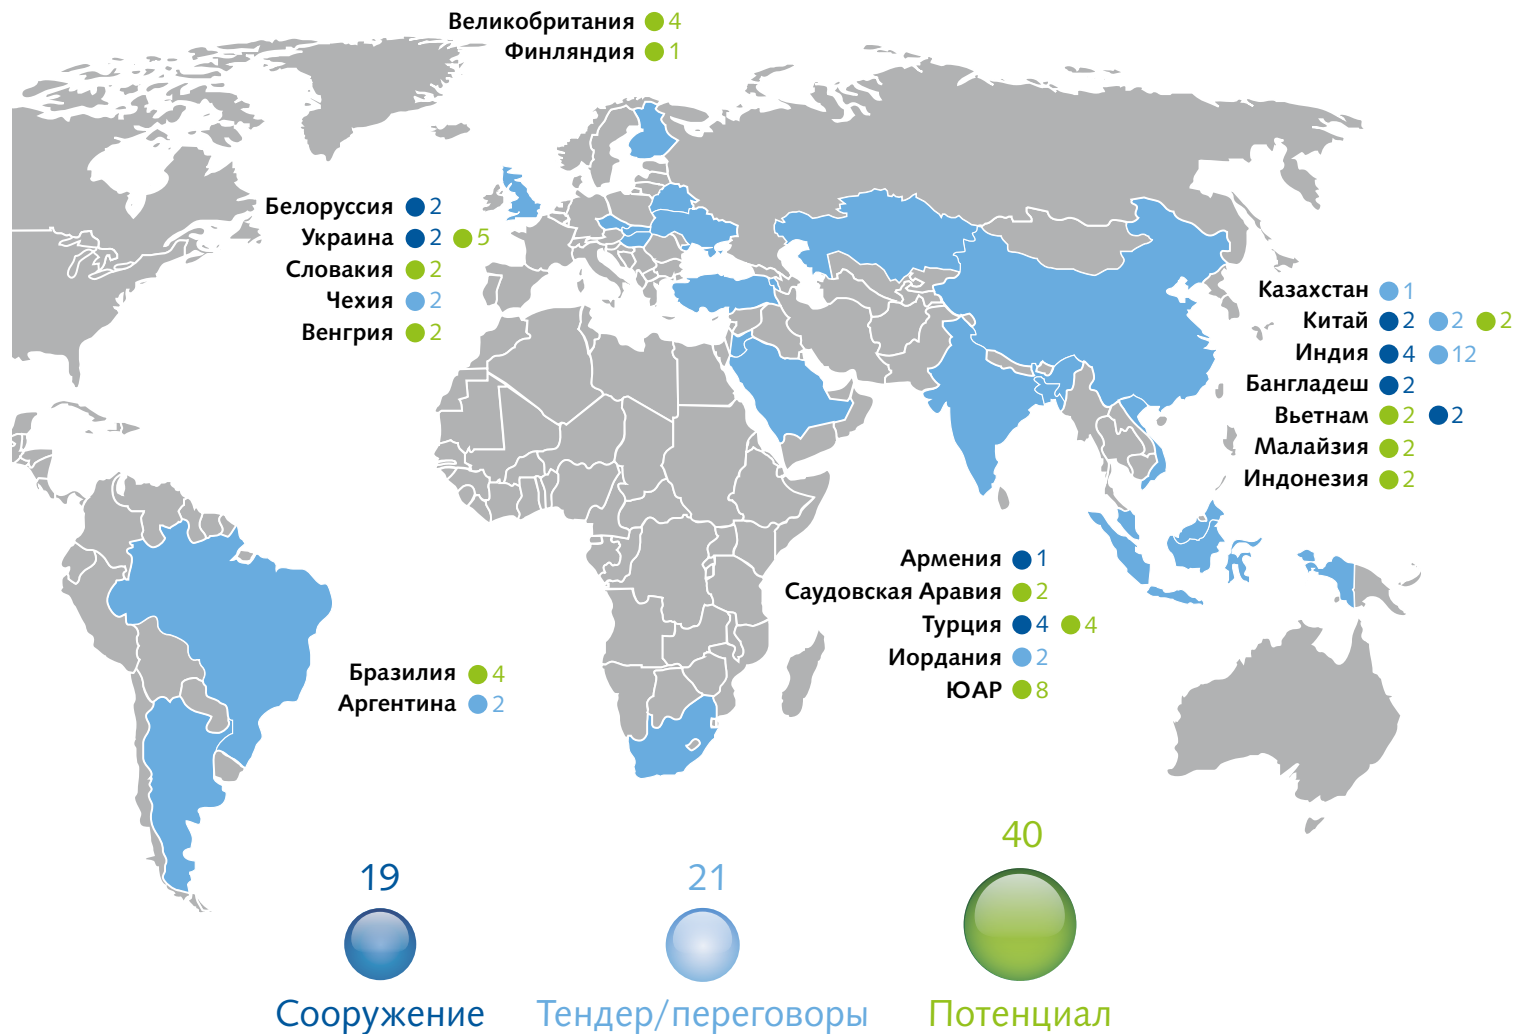 Великобритания 4
Финляндия 1
Белоруссия 2
Украина 2 5
Словакия 2
Чехия 2
Венгрия 2
Казахстан 1
Китай 2 2 2
Индия 4 12
Бангладеш 2
Вьетнам 2 2
Малайзия 2
Индонезия 2
Армения 1
Саудовская Аравия 2
Турция 4 4
Иордания 2
ЮАР 8
Бразилия 4
Аргентина 2
19 21 40
Сооружение Тендер/переговоры Потенциал